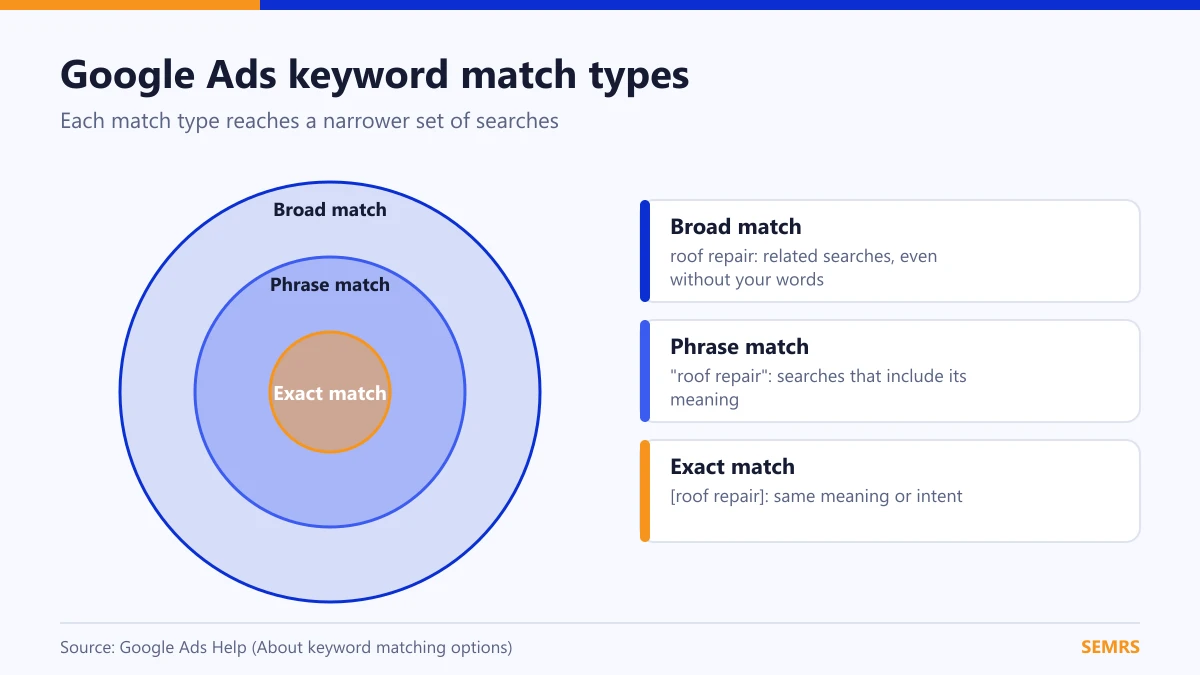 Google Ads keyword match types
Each match type reaches a narrower set of searches
Broad match
Phrase match
Exact match
Broad match
roof repair: related searches, even
without your words
Phrase match
"roof repair": searches that include its
meaning
Exact match
[roof repair]: same meaning or intent
Source: Google Ads Help (About keyword matching options)
SEMRS